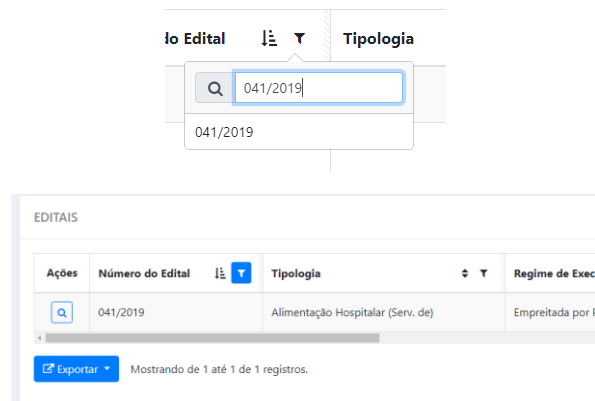 do Edital Tipologia
041/2019
041/2019
EDITAIS
Ações Número do Edital Tipologia Regime de Exec
041/2019 Alimentação Hospitalar (Serv. de) Empreitada por
Exportar Mostrando de 1 até 1 de 1 registros.